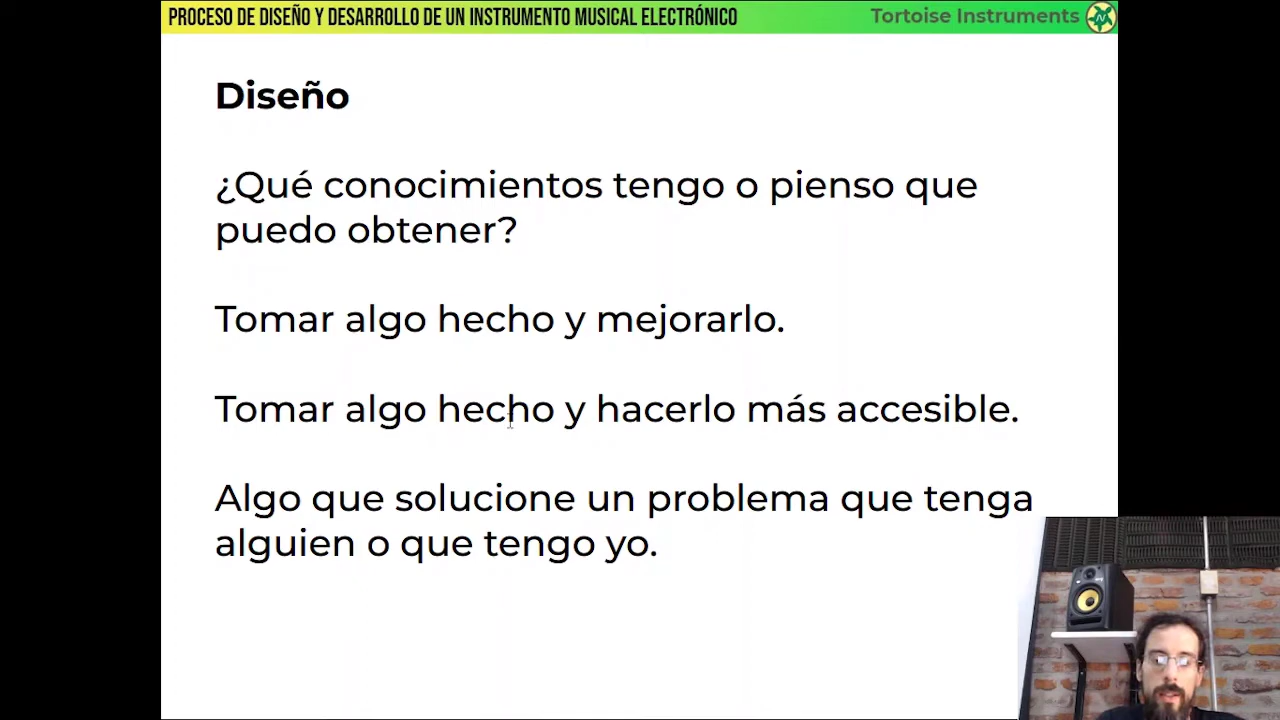 PROCESO DE DISEÑO Y DESARROLLO DE UN INSTRUMENTO MUSICAL ELECTRÓNICO
Tortoise Instruments
Diseño
¿Qué conocimientos tengo o pienso que
puedo obtener?
Tomar algo hecho y mejorarlo.
Tomar algo hecho y hacerlo más accesible.
Algo que solucione un problema que tenga
alguien o que tengo yo.